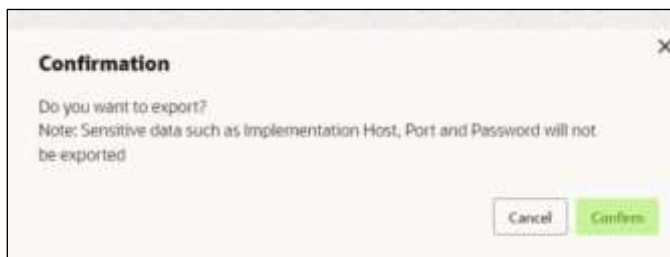 Confirmation
Do you want to export?
Note: Sensitive data such as Implementation Host, Port and Password will not
be exported
Cancel
Confirm